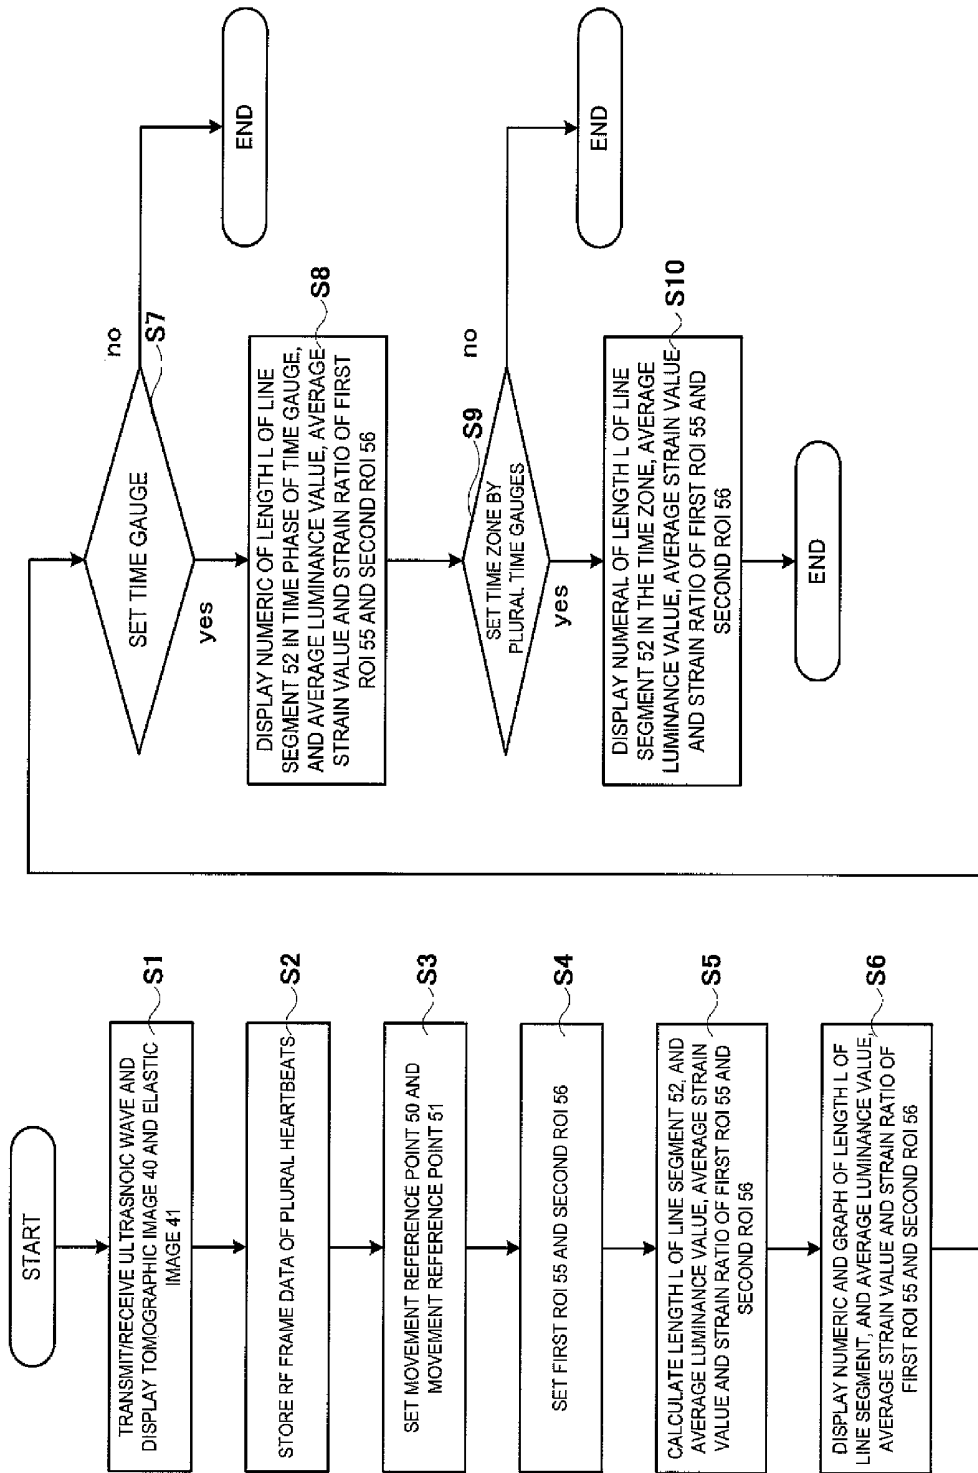 START
TRANSMIT/RECEIVE ULTRASNOIC WAVE AND
DISPLAY TOMOGRAPHIC IMAGE 40 AND ELASTIC
IMAGE 41
S1
STORE RF FRAME DATA OF PLURAL HEARTBEATS
S2
SET MOVEMENT REFERENCE POINT 50 AND
MOVEMENT REFERENCE POINT 51
S3
SET FIRST ROI 55 AND SECOND ROI 56
S4
CALCULATE LENGTH L OF LINE SEGMENT 52, AND
AVERAGE LUMINANCE VALUE, AVERAGE STRAIN
VALUE AND STRAIN RATIO OF FIRST ROI 55 AND
SECOND ROI 56
S5
DISPLAY NUMERIC AND GRAPH OF LENGTH L OF
LINE SEGMENT, AND AVERAGE LUMINANCE VALUE,
AVERAGE STRAIN VALUE AND STRAIN RATIO OF
FIRST ROI 55 AND SECOND ROI 56
S6
SET TIME GAUGE
S7
no
END
yes
DISPLAY NUMERIC OF LENGTH L OF LINE
SEGMENT 52 IN TIME PHASE OF TIME GAUGE,
AND AVERAGE LUMINANCE VALUE, AVERAGE
STRAIN VALUE AND STRAIN RATIO OF FIRST
ROI 55 AND SECOND ROI 56
S8
SET TIME ZONE BY
PLURAL TIME GAUGES
S9
no
END
yes
DISPLAY NUMERAL OF LENGTH L OF LINE
SEGMENT 52 IN THE TIME ZONE, AVERAGE
LUMINANCE VALUE, AVERAGE STRAIN VALUE
AND STRAIN RATIO OF FIRST ROI 55 AND
SECOND ROI 56
S10
END